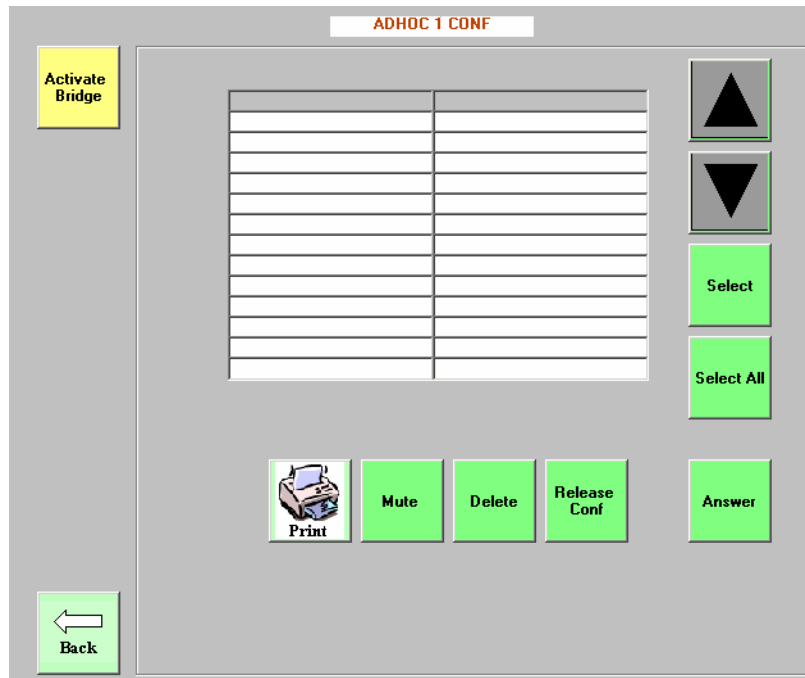 ADHOC 1 CONF
Activate
Bridge
Select
Select All
Print
Mute
Delete
Release
Conf
Answer
Back